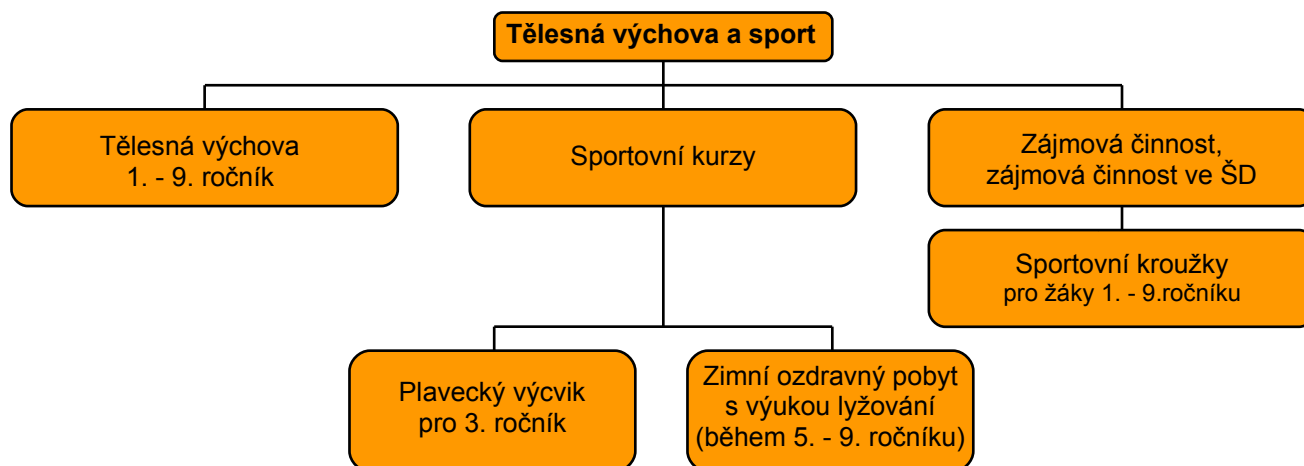 Tělesná výchova a sport
Tělesná výchova
1. - 9. ročník
Sportovní kurzy
Zájmová činnost,
zájmová činnost ve ŠD
Sportovní kroužky
pro žáky 1. - 9.ročníku
Plavecký výcvik
pro 3. ročník
Zimní ozdravný pobyt
s výukou lyžování
(během 5. - 9. ročníku)